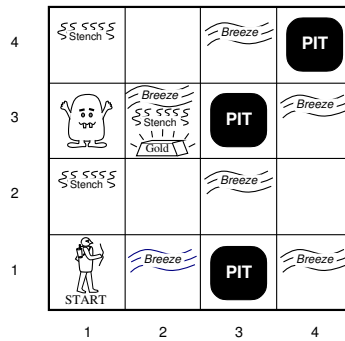 4
Stench
Breeze
PIT
3
Breeze
Stench
Gold
PIT
Breeze
2
Stench
Breeze
1
START
Breeze
PIT
Breeze
1 2 3 4